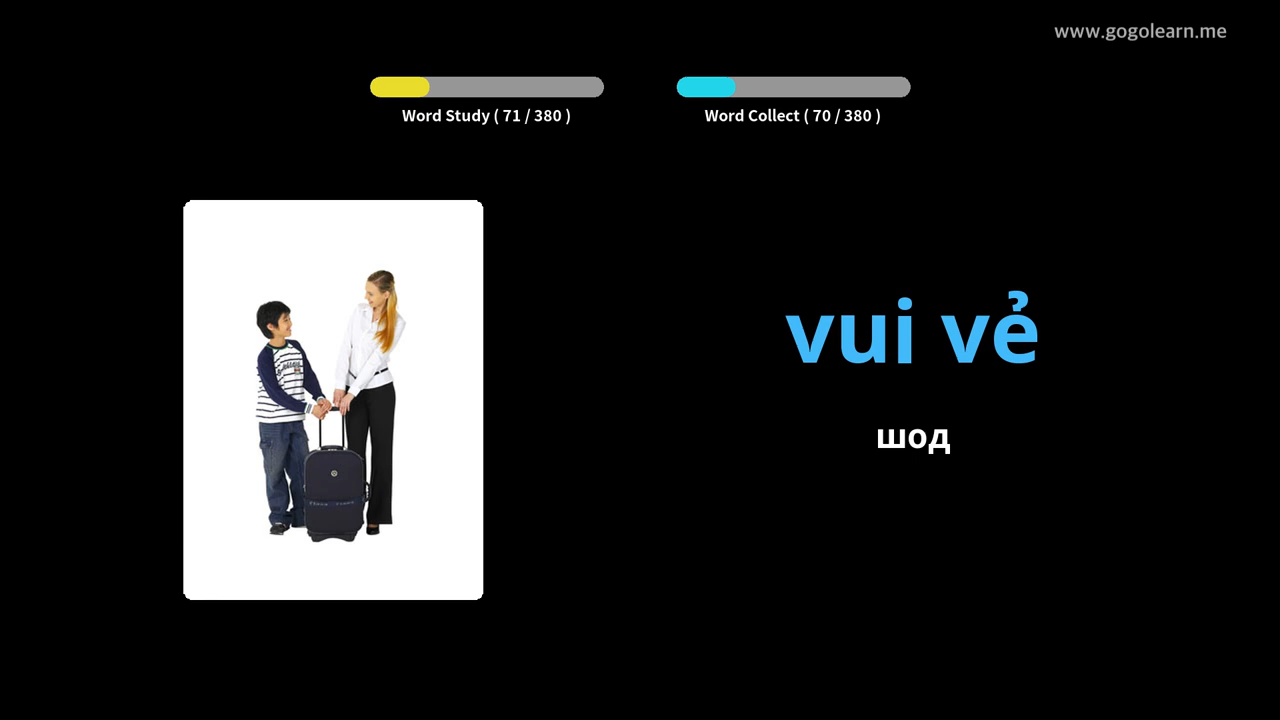 www.gogolearn.me
Word Study ( 71 / 380 )
Word Collect ( 70 / 380 )
vui vẻ
шод